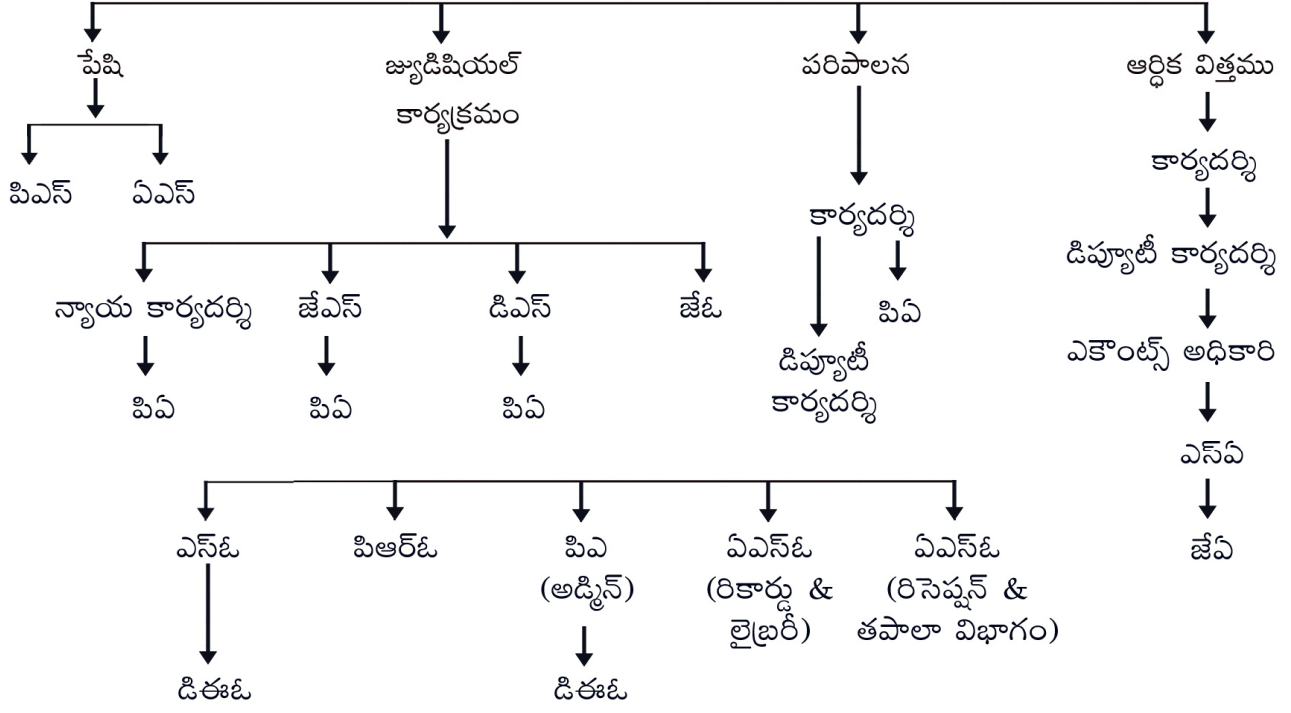 పేషి
జ్యుడిషియల్
కార్యక్రమం
పరిపాలన
ఆర్ధిక విత్తము
పిఎస్
ఏఎస్
కార్యదర్శి
కార్యదర్శి
డిప్యూటీ కార్యదర్శి
న్యాయ కార్యదర్శి
జేఎస్
డిఎస్
జేఓ
పిఏ
డిప్యూటీ
కార్యదర్శి
ఎకౌంట్స్ అధికారి
పిఏ
పిఏ
పిఏ
ఎస్ఏ
ఎస్ఓ
పిఆర్ఓ
పిఎ
(అడ్మిన్)
ఏఎస్ఓ
(రికార్డు &
లైబ్రరీ)
ఏఎస్ఓ
(రిసెప్షన్ &
తపాలా విభాగం)
జేఏ
డిఈఓ
డిఈఓ